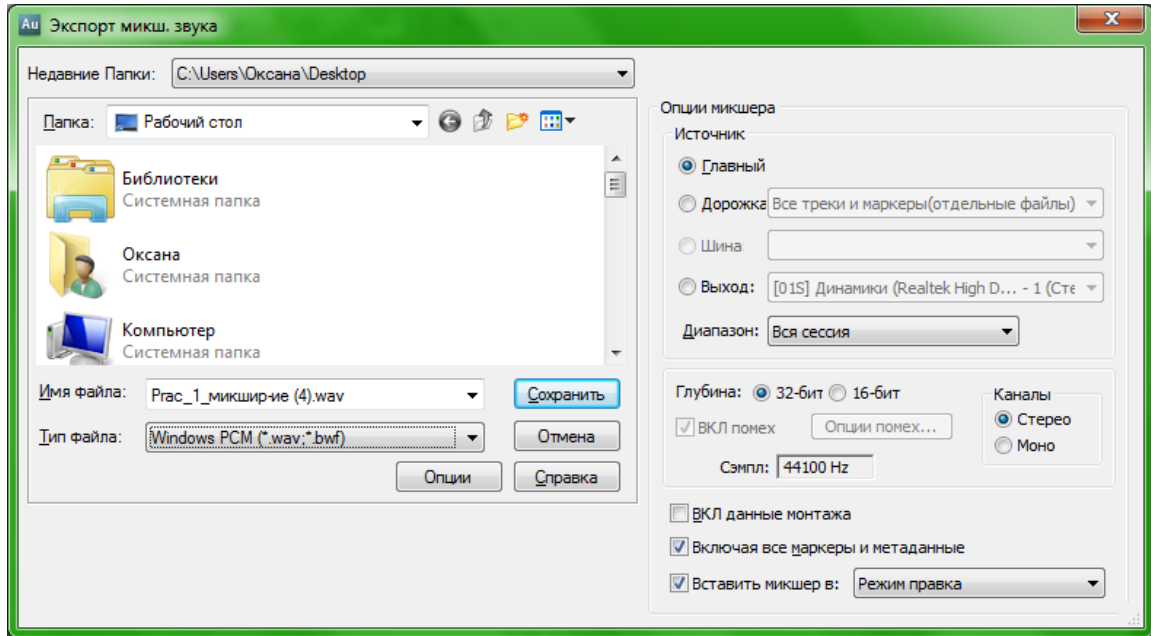 Au Экспорт микш. звука
Недавние Папки: C:\Users\Оксана\Desktop
Папка: Рабочий стол
Библиотеки
Системная папка
Оксана
Системная папка
Компьютер
Системная папка
Имя файла: Prac_1_микшир-ие (4).wav Сохранить
Тип файла: Windows PCM (*.wav;*.bwf) Отмена
Опции Справка
Опции микшера
Источник
Главный
Дорожка Все треки и маркеры(отдельные файлы)
Шина
Выход: [01S] Динамики (Realtek High D... - 1 (Сте
Диапазон: Вся сессия
Глубина: 32-бит 16-бит
ВКЛ помех Опции помех...
Сэмпл: 44100 Hz
Каналы
Стерео
Моно
ВКЛ данные монтажа
Включая все маркеры и метаданные
Вставить микшер в: Режим правка